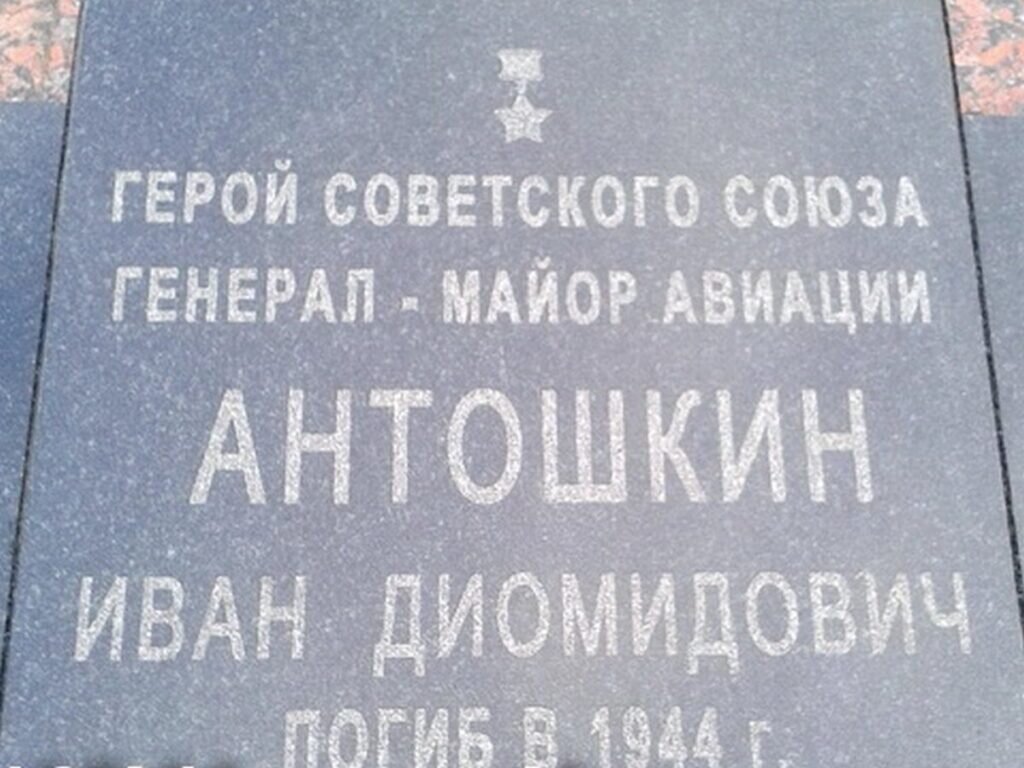 ГЕРОЙ СОВЕТСКОГО СОЮЗА
ГЕНЕРАЛ - МАЙОР АВИАЦИИ
АНТОШКИН
ИВАН ДИОМИДОВИЧ
ПОГИБ В 1944 г.